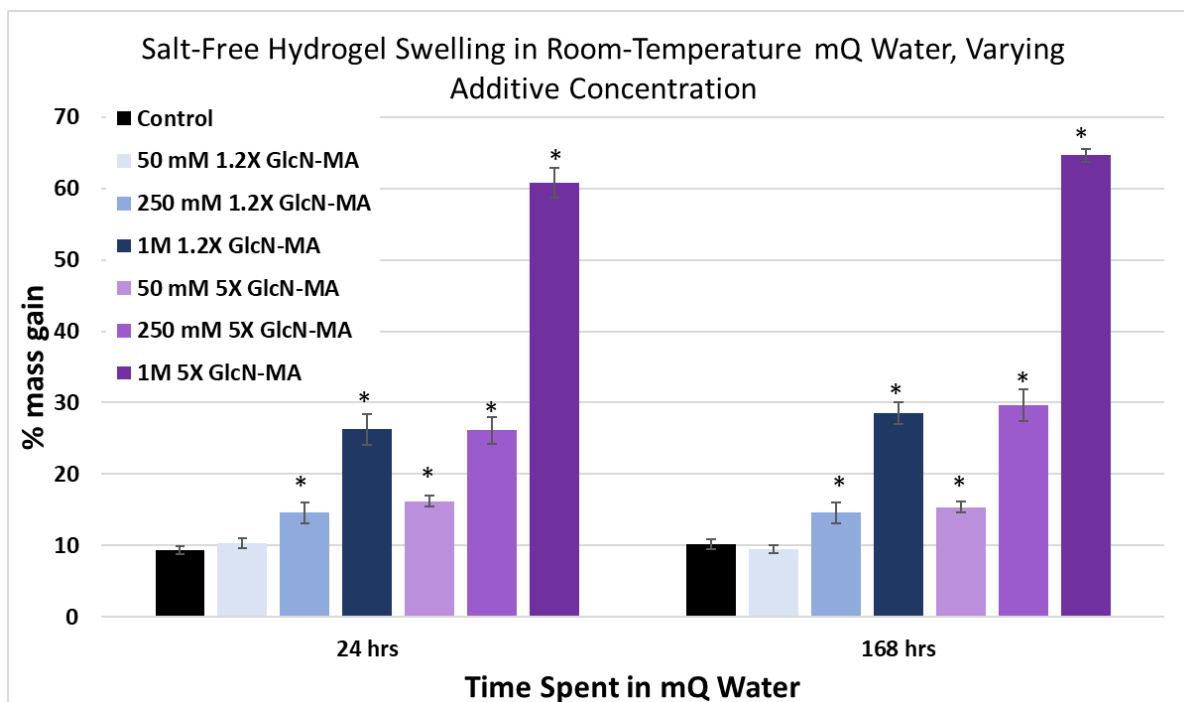 Salt-Free Hydrogel Swelling in Room-Temperature mQ Water, Varying
Additive Concentration
% mass gain
70
60
50
40
30
20
10
0
Control
50 mM 1.2X GlcN-MA
250 mM 1.2X GlcN-MA
1M 1.2X GlcN-MA
50 mM 5X GlcN-MA
250 mM 5X GlcN-MA
1M 5X GlcN-MA
* * * * *
* * * * *
24 hrs
168 hrs
Time Spent in mQ Water